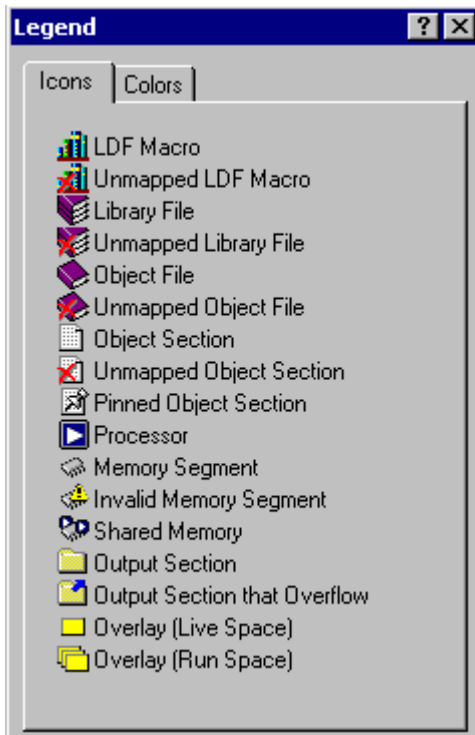 Legend
Icons
Colors
LDF Macro
Unmapped LDF Macro
Library File
Unmapped Library File
Object File
Unmapped Object File
Object Section
Unmapped Object Section
Pinned Object Section
Processor
Memory Segment
Invalid Memory Segment
Shared Memory
Output Section
Output Section that Overflow
Overlay (Live Space)
Overlay (Run Space)